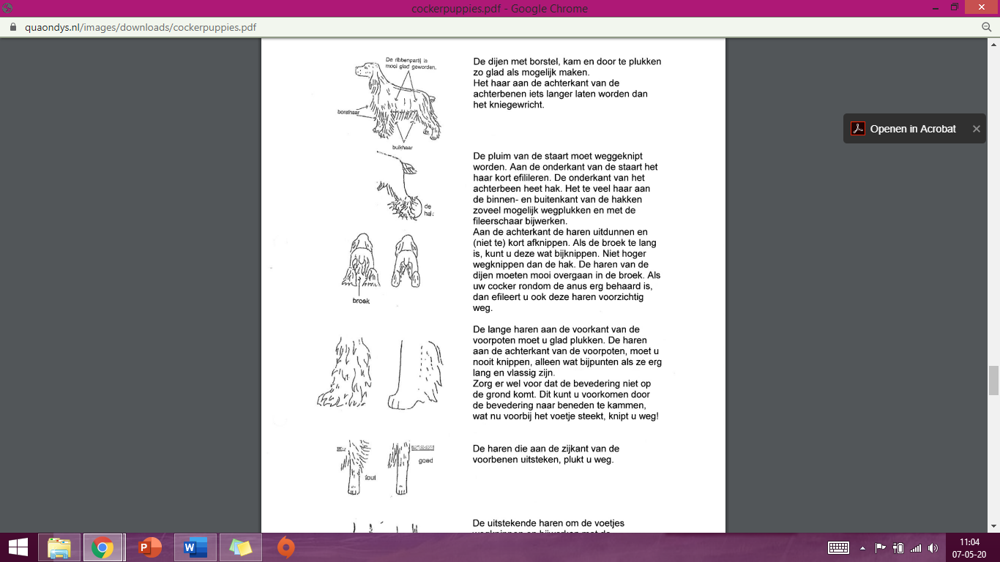 cockerpuppies.pdf - Google Chrome
quaondys.nl/images/downloads/cockerpuppies.pdf
Openen in Acrobat
De ribbenpartij is
mooi glad geworden.
borsthaar
buikhaar
De dijen met borstel, kam en door te plukken
zo glad als mogelijk maken.
Het haar aan de achterkant van de
achterbenen iets langer laten worden dan
het kniegewricht.
de
hak
De pluim van de staart moet weggeknipt
worden. Aan de onderkant van de staart het
haar kort efilileren. De onderkant van het
achterbeen heet hak. Het te veel haar aan
de binnen- en buitenkant van de hakken
zoveel mogelijk wegplukken en met de
fileerschaar bijwerken.
Aan de achterkant de haren uitdunnen en
(niet te) kort afknippen. Als de broek te lang
is, kunt u deze wat bijknippen. Niet hoger
wegknippen dan de hak. De haren van de
dijen moeten mooi overgaan in de broek. Als
uw cocker rondom de anus erg behaard is,
dan efileert u ook deze haren voorzichtig
weg.
broek
De lange haren aan de voorkant van de
voorpoten moet u glad plukken. De haren
aan de achterkant van de voorpoten, moet u
nooit knippen, alleen wat bijpunten als ze erg
lang en vlassig zijn.
Zorg er wel voor dat de bevedering niet op
de grond komt. Dit kunt u voorkomen door
de bevedering naar beneden te kammen,
wat nu voorbij het voetje steekt, knipt u weg!
fout
goed
De haren die aan de zijkant van de
voorbenen uitsteken, plukt u weg.
De uitstekende haren om de voetjes
11:04
07-05-20